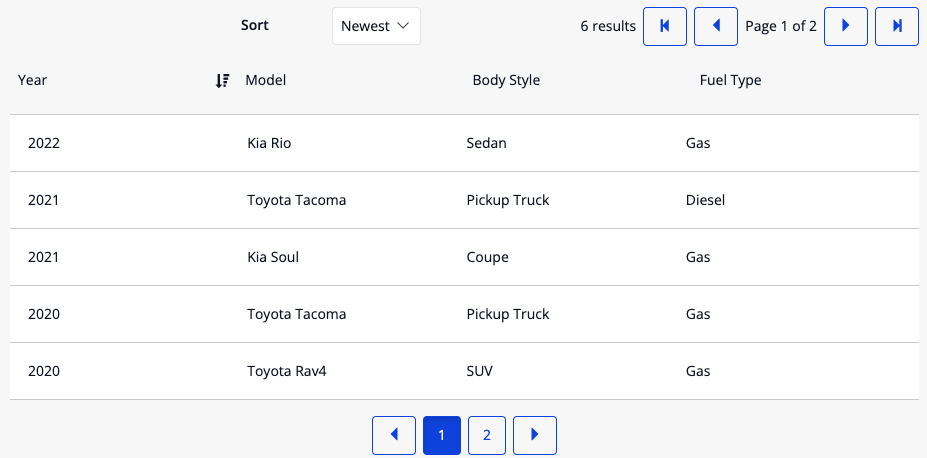 Sort Newest 6 results Page 1 of 2
Year Model Body Style Fuel Type
2022 Kia Rio Sedan Gas
2021 Toyota Tacoma Pickup Truck Diesel
2021 Kia Soul Coupe Gas
2020 Toyota Tacoma Pickup Truck Gas
2020 Toyota Rav4 SUV Gas
1 2